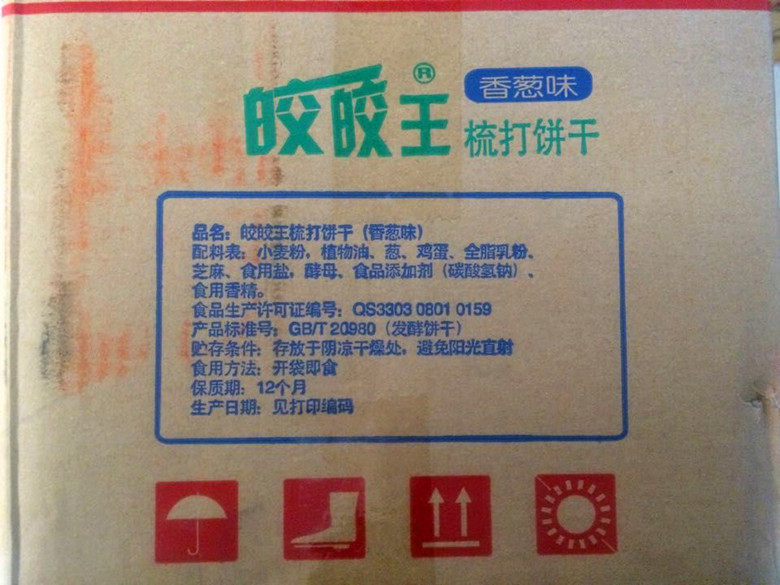 皎皎王® 香葱味
梳打饼干
品名：皎皎王梳打饼干（香葱味）
配料表：小麦粉，植物油、葱、鸡蛋、全脂乳粉、
芝麻、食用盐，酵母、食品添加剂（碳酸氢钠）、
食用香精。
食品生产许可证编号：QS3303 0801 0159
产品标准号：GB/T 20980（发酵饼干）
贮存条件：存放于阴凉干燥处，避免阳光直射
食用方法：开袋即食
保质期：12个月
生产日期：见打印编码